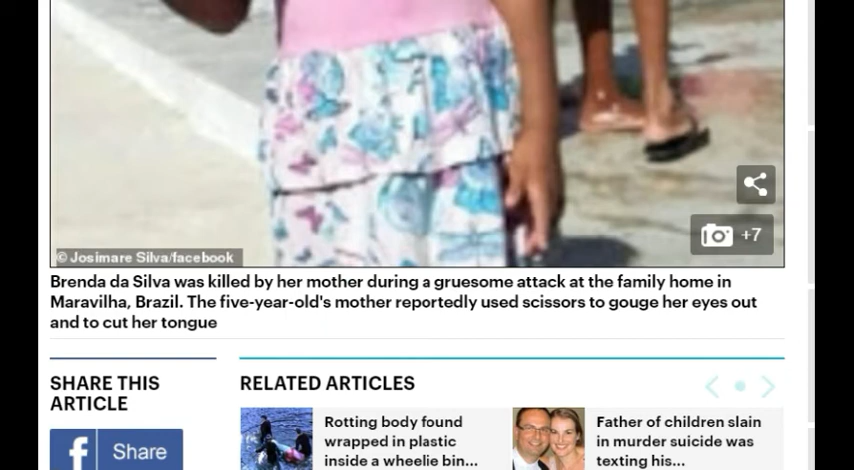 +7
© Josimare Silva/facebook
Brenda da Silva was killed by her mother during a gruesome attack at the family home in
Maravilha, Brazil. The five-year-old's mother reportedly used scissors to gouge her eyes out
and to cut her tongue
SHARE THIS
ARTICLE
f Share
RELATED ARTICLES
Rotting body found
wrapped in plastic
inside a wheelie bin...
Father of children slain
in murder suicide was
texting his...